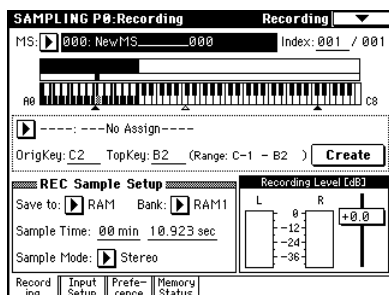 SAMPLING P0:Recording Recording
MS: 000: NewMS______000 Index: 001 / 001
A0 C8
----: ---No Assign----
OrigKey: C2 TopKey: B2 (Range: C-1 - B2 ) Create
REC Sample Setup
Save to: RAM Bank: RAM1
Sample Time: 00 min 10.923 sec
Sample Mode: Stereo
Recording Level [dB]
L R
0
-12
-24
-36
+0.0
Record ing
Input Setup
Prefe- rence
Memory Status